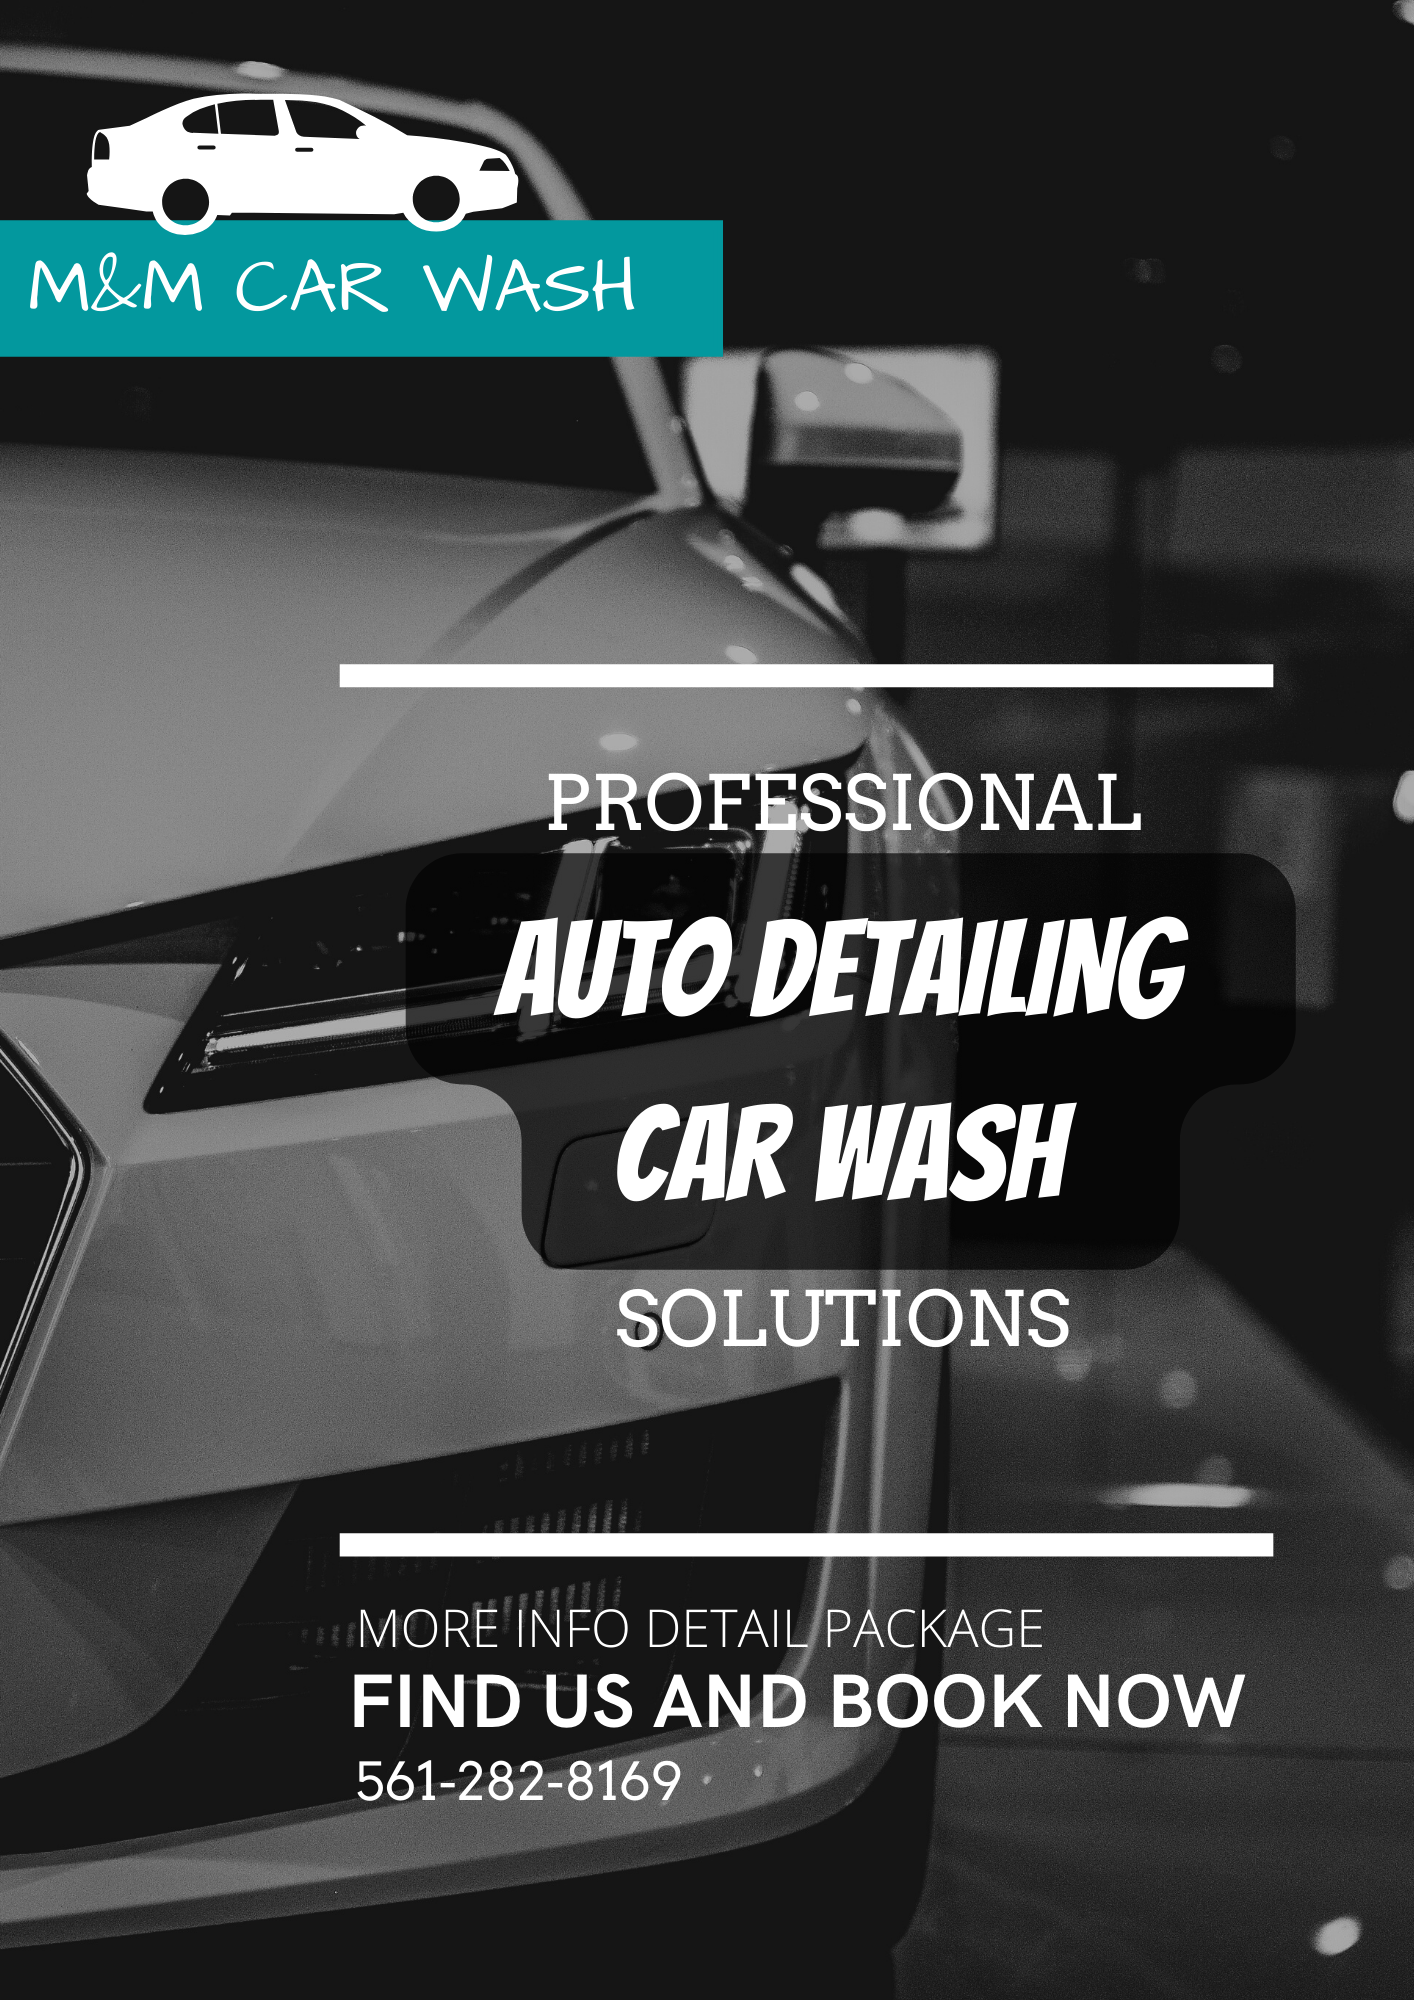 M&M CAR WASH
PROFESSIONAL
AUTO DETAILING
CAR WASH
SOLUTIONS
MORE INFO DETAIL PACKAGE
FIND US AND BOOK NOW
561-282-8169